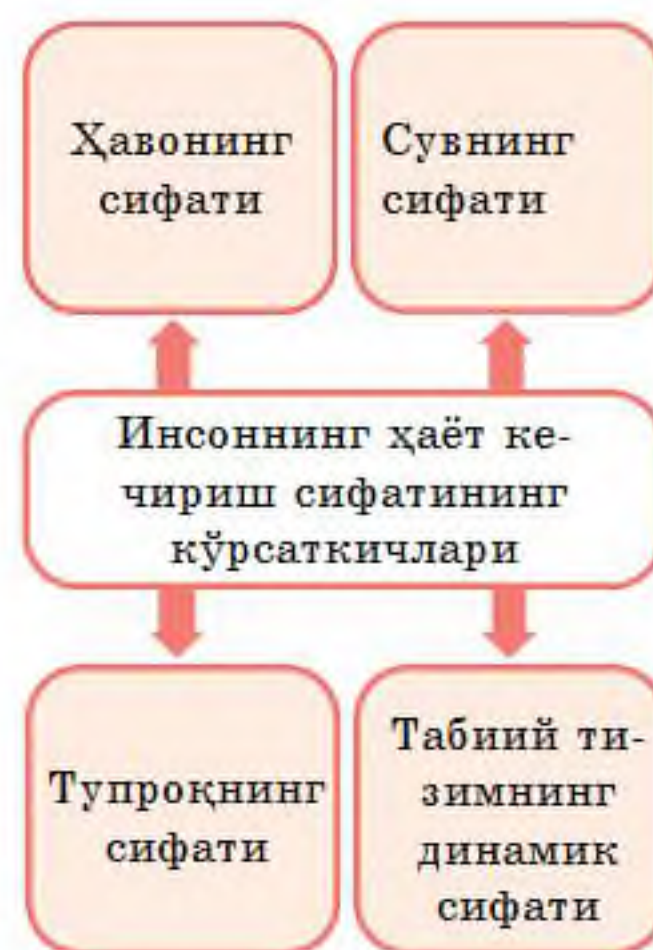 Ҳавонинг
сифати
Сувнинг
сифати
Инсоннинг ҳаёт ке-
чириш сифатининг
кўрсаткичлари
Тупроқнинг
сифати
Табиий ти-
зимнинг
динамик
сифати